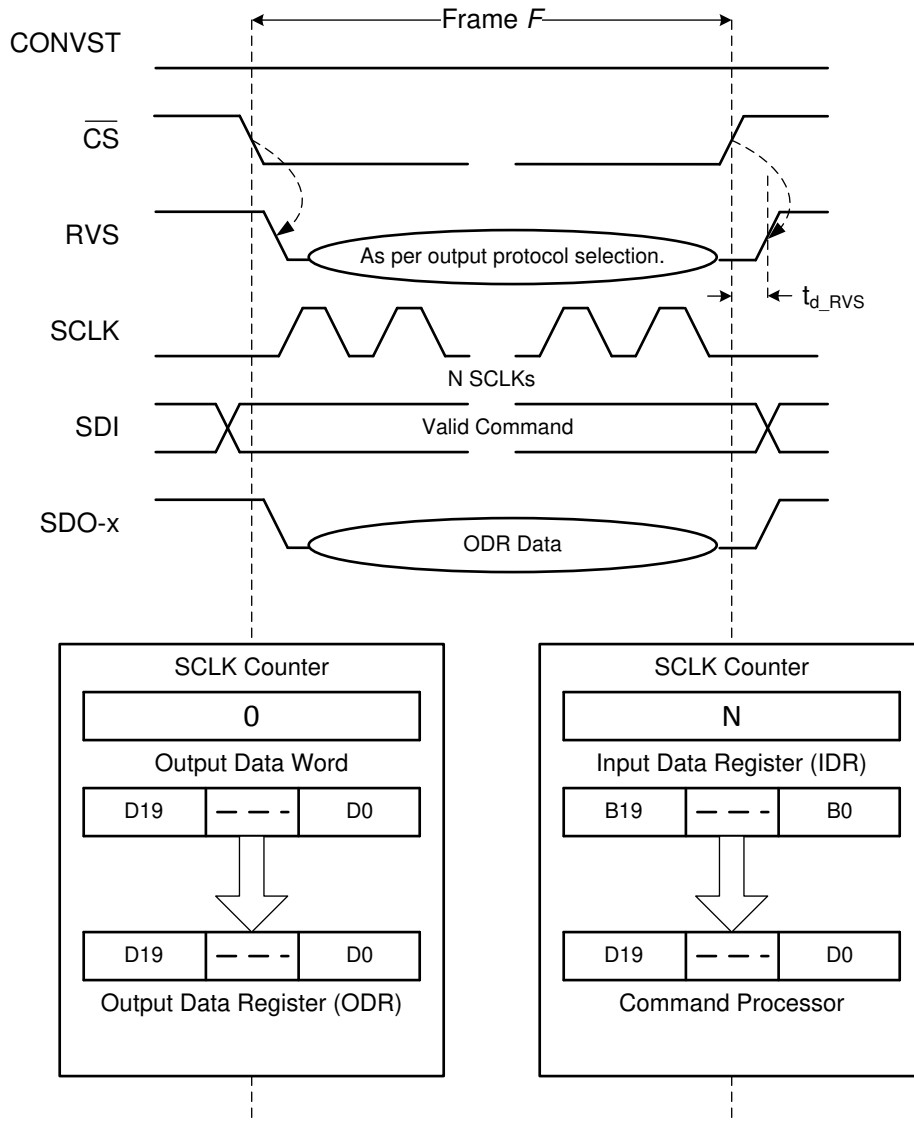 Frame F
CONVST
CS
RVS
As per output protocol selection.
td_RVS
SCLK
N SCLKs
SDI
Valid Command
SDO-x
ODR Data
SCLK Counter
0
Output Data Word
D19 D0
D19 D0
Output Data Register (ODR)
SCLK Counter
N
Input Data Register (IDR)
B19 B0
D19 D0
Command Processor